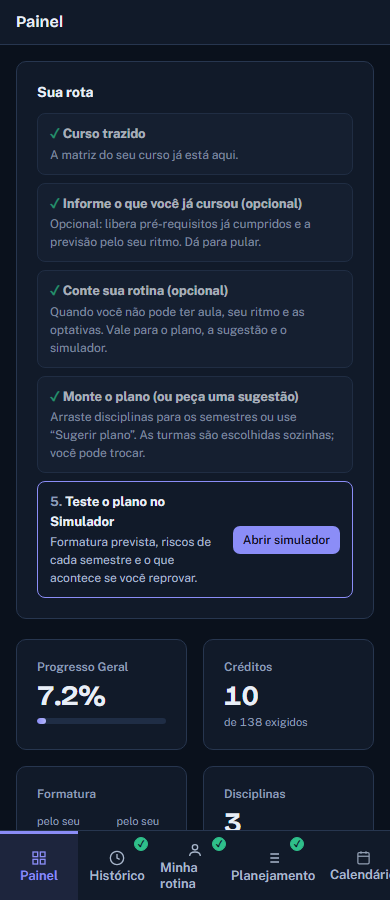 Painel
Sua rota
✓ Curso trazido
A matriz do seu curso já está aqui.
✓ Informe o que você já cursou (opcional)
Opcional: libera pré-requisitos já cumpridos e a
previsão pelo seu ritmo. Dá para pular.
✓ Conte sua rotina (opcional)
Quando você não pode ter aula, seu ritmo e as
optativas. Vale para o plano, a sugestão e o
simulador.
✓ Monte o plano (ou peça uma sugestão)
Arraste disciplinas para os semestres ou use
“Sugerir plano”. As turmas são escolhidas sozinhas;
você pode trocar.
5. Teste o plano no
Simulador
Formatura prevista, riscos de
cada semestre e o que
acontece se você reprovar.
Abrir simulador
Progresso Geral
7.2%
Créditos
10
de 138 exigidos
Formatura
pelo seu
pelo seu
Disciplinas
3
Painel
Histórico
Minha
rotina
Planejamento
Calendári